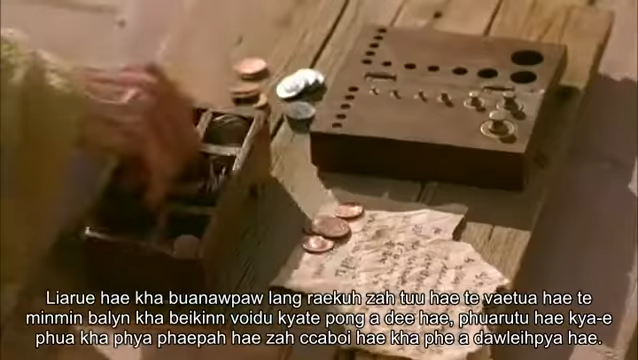 Liarue hae kha buanawpaw lang raekuh zah tuu hae te vaetua hae te
minmin balyn kha beikinn voidu kyate pong a dee hae, phuarutu hae kya-e
phua kha phya phaepah hae zah ccaboi hae kha phe a dawleihpya hae.